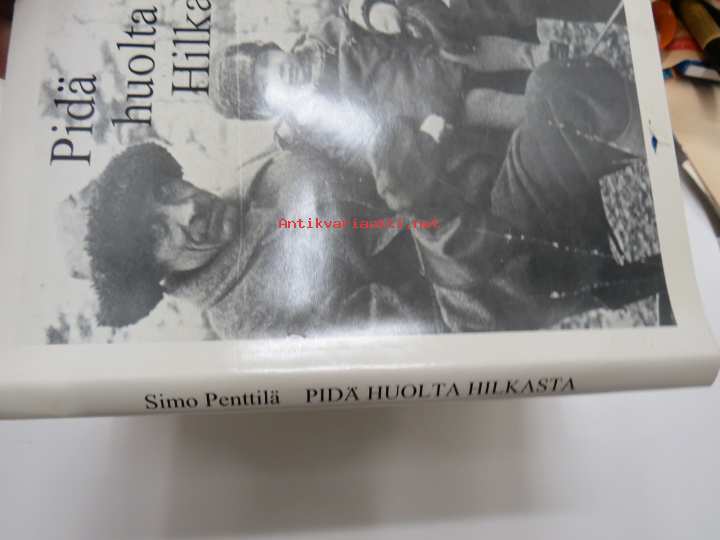 Pidä
huolta
Hilka
Antikvariaatti.net
Simo Penttilä PIDÄ HUOLTA HILKASTA